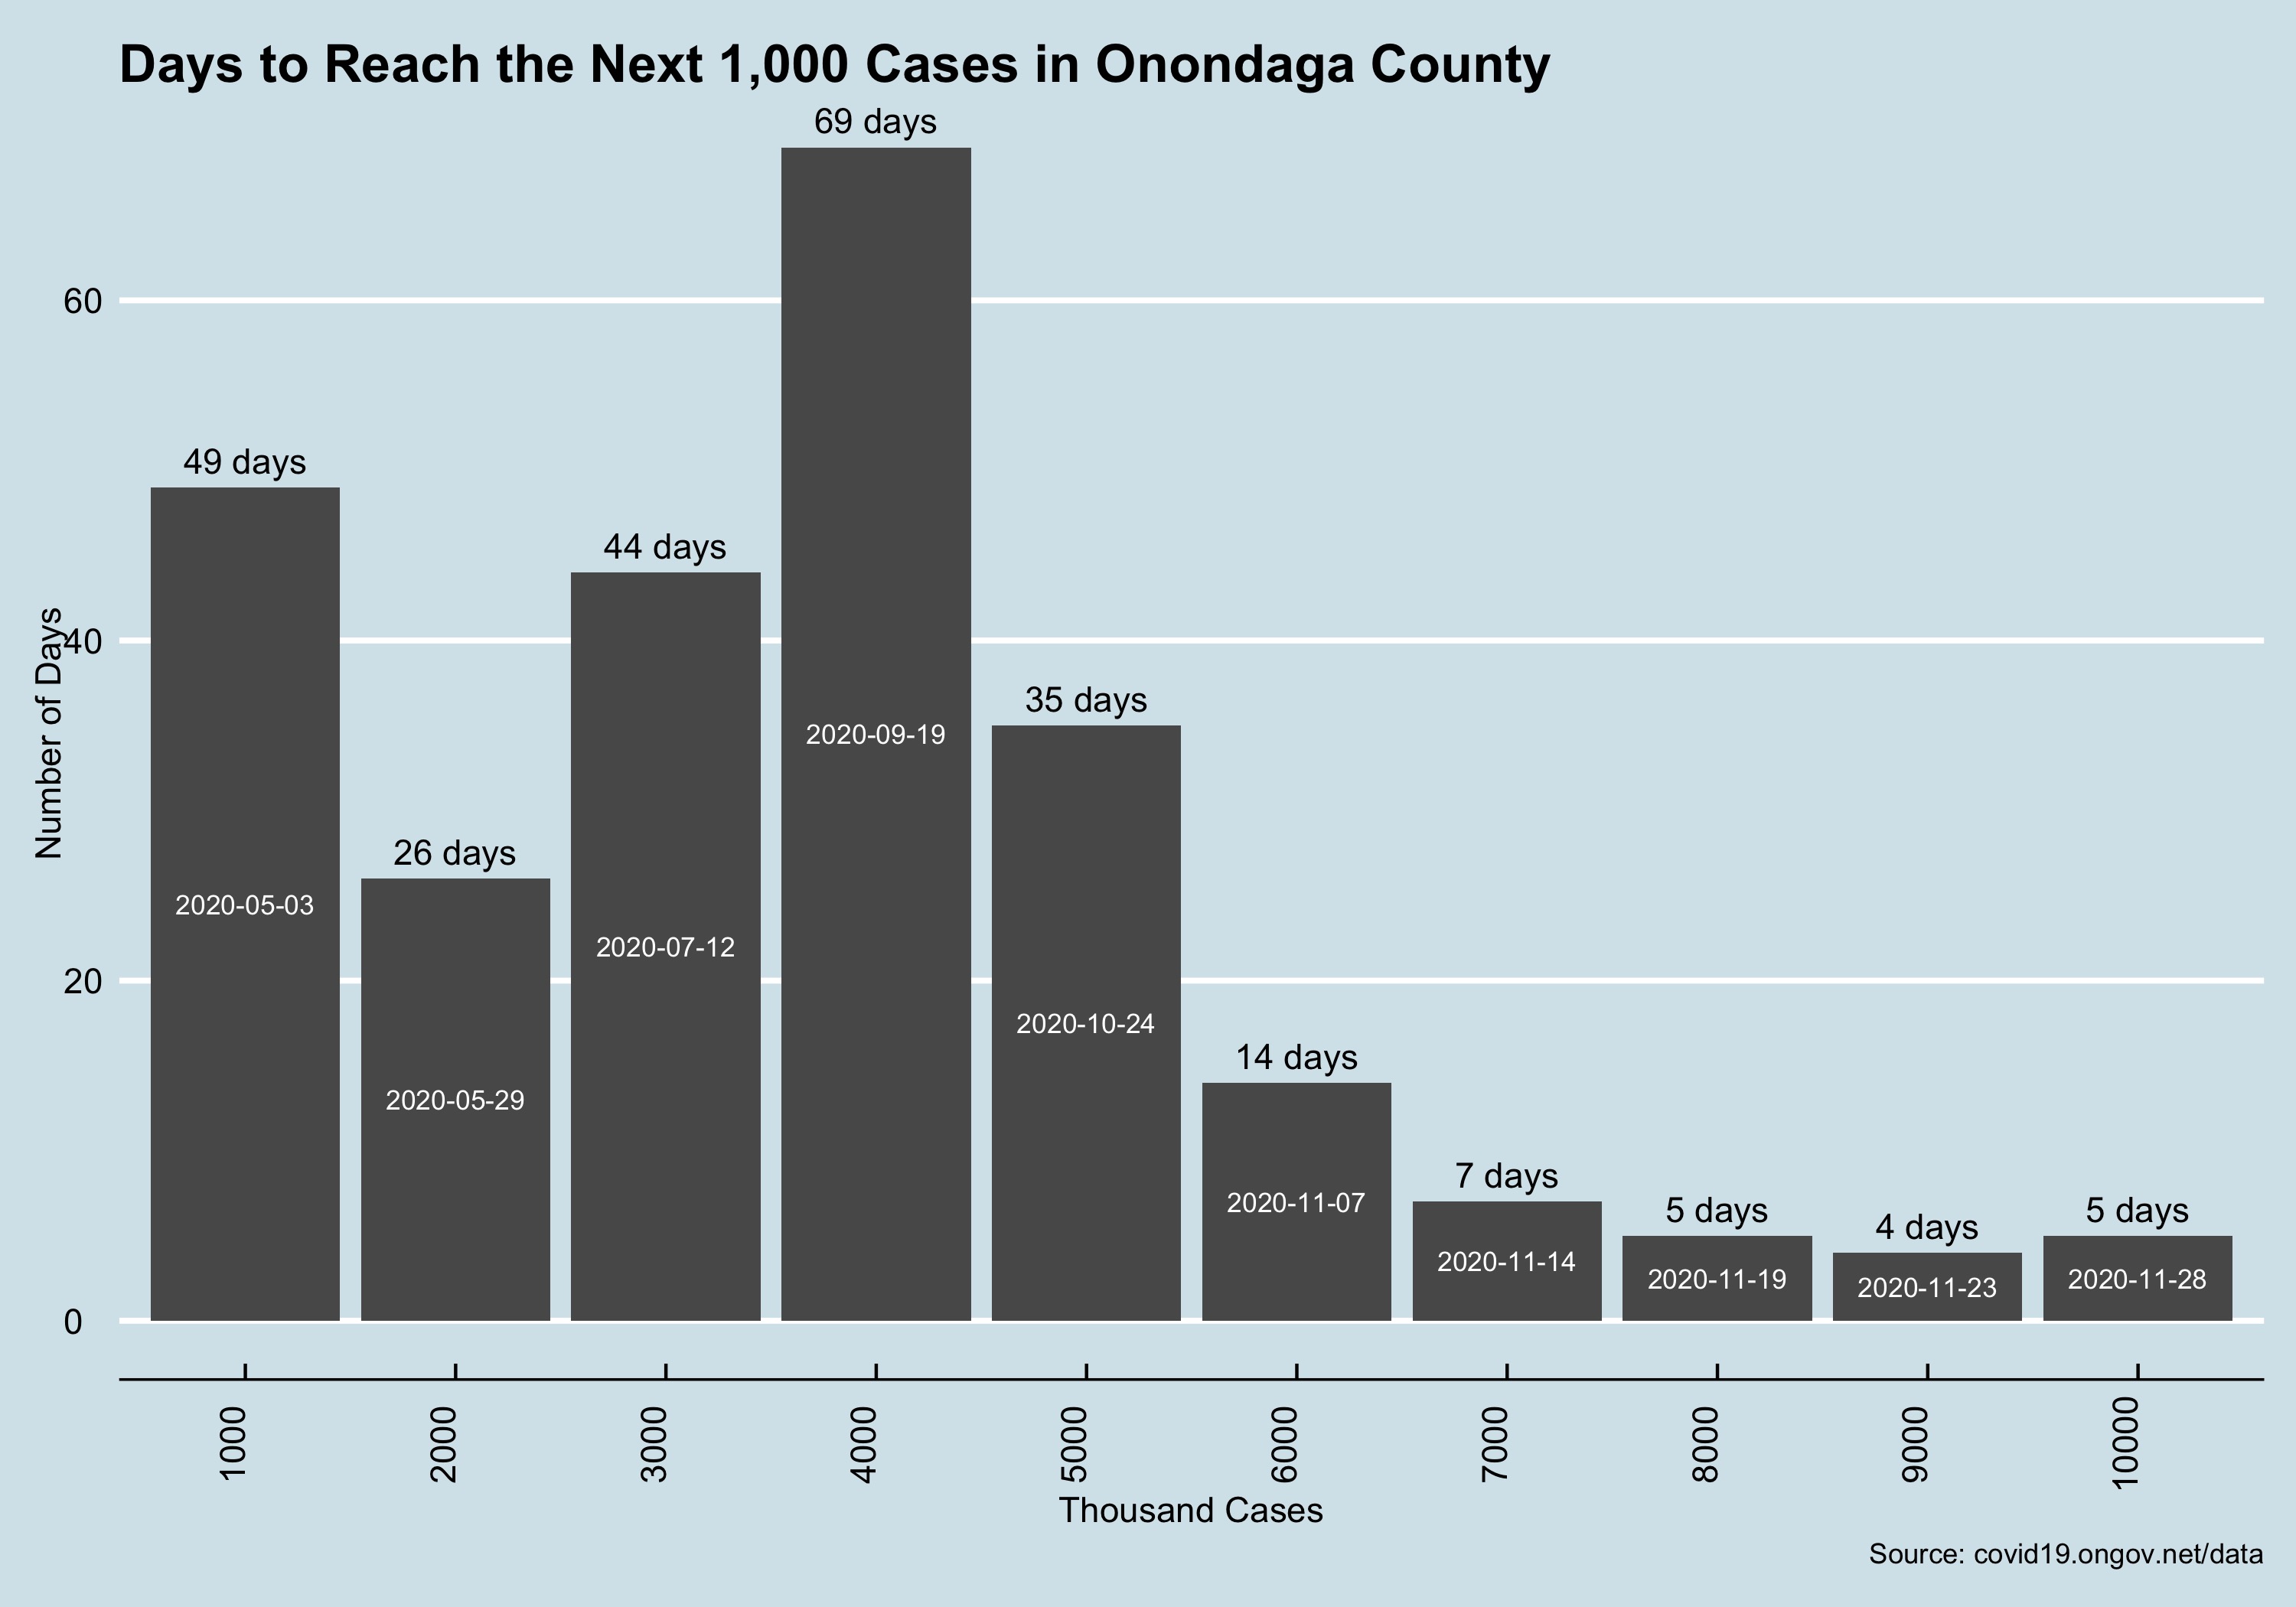 Days to Reach the Next 1,000 Cases in Onondaga County
69 days
60
49 days
44 days
Number of Days
40
35 days
2020-09-19
26 days
2020-05-03
2020-07-12
20
2020-10-24
14 days
2020-05-29
7 days
2020-11-07
5 days
5 days
4 days
2020-11-14
2020-11-19
2020-11-28
2020-11-23
0
1000
2000
3000
4000
5000
6000
7000
8000
9000
10000
Thousand Cases
Source: covid19.ongov.net/data